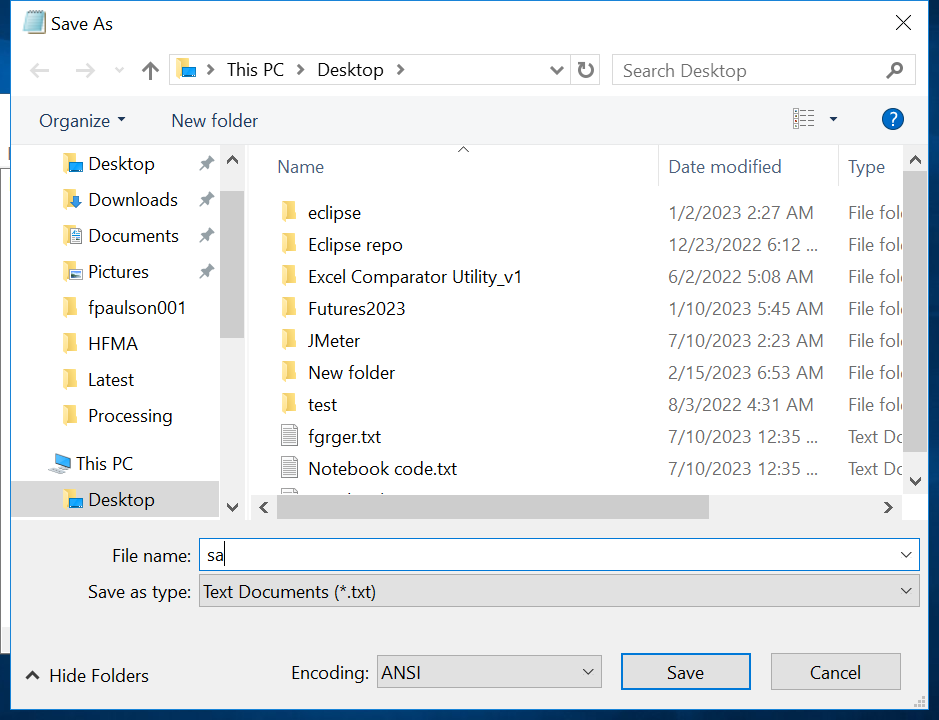 Save As
This PC Desktop
Search Desktop
Organize New folder ?
Desktop
Downloads
Documents
Pictures
fpaulson001
HFMA
Latest
Processing
This PC
Desktop
Name Date modified Type
eclipse 1/2/2023 2:27 AM File fol
Eclipse repo 12/23/2022 6:12 ... File fol
Excel Comparator Utility_v1 6/2/2022 5:08 AM File fol
Futures2023 1/10/2023 5:45 AM File fol
JMeter 7/10/2023 2:23 AM File fol
New folder 2/15/2023 6:53 AM File fol
test 8/3/2022 4:31 AM File fol
fgrger.txt 7/10/2023 12:35 ... Text Do
Notebook code.txt 7/10/2023 12:35 ... Text Do
File name: sa
Save as type: Text Documents (*.txt)
Hide Folders Encoding: ANSI Save Cancel